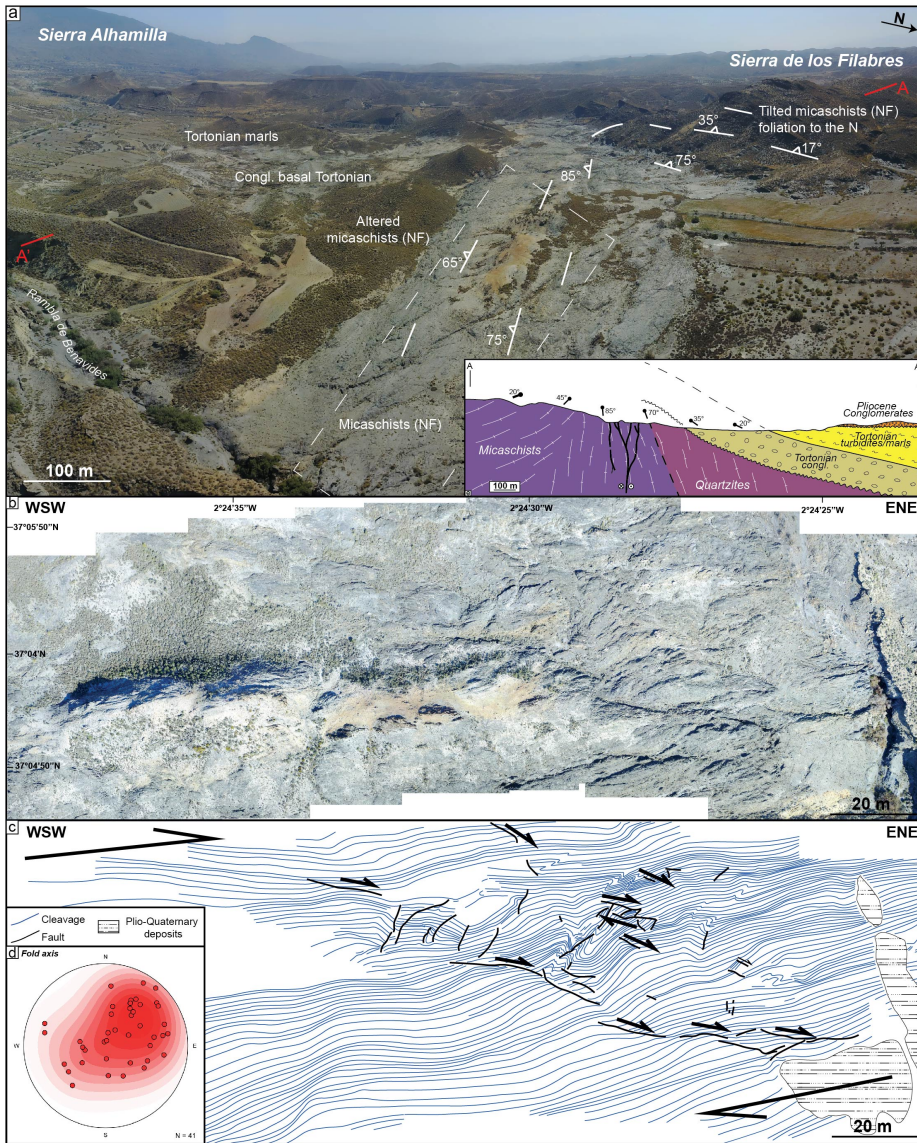 a
Sierra Alhamilla
N
Sierra de los Filabres
A
Tilted micaschists (NF)
foliation to the N
35°
17°
75°
85°
Tortonian marls
Congl. basal Tortonian
Altered
micaschists (NF)
A'
65°
Rambla de Benavides
75°
Micaschists (NF)
100 m
A
20°
45°
85°
70°
35°
20°
Pliocene
Conglomerates
Tortonian
turbidites/marls
Tortonian
congl.
Micaschists
Quartzites
100 m
b
WSW
2°24'35"W
2°24'30"W
2°24'25"W
ENE
37°05'50''N
37°04'N
37°04'50''N
20 m
c
WSW
ENE
Cleavage
Fault
Plio-Quaternary
deposits
d
Fold axis
N
W
E
S
N = 41
20 m